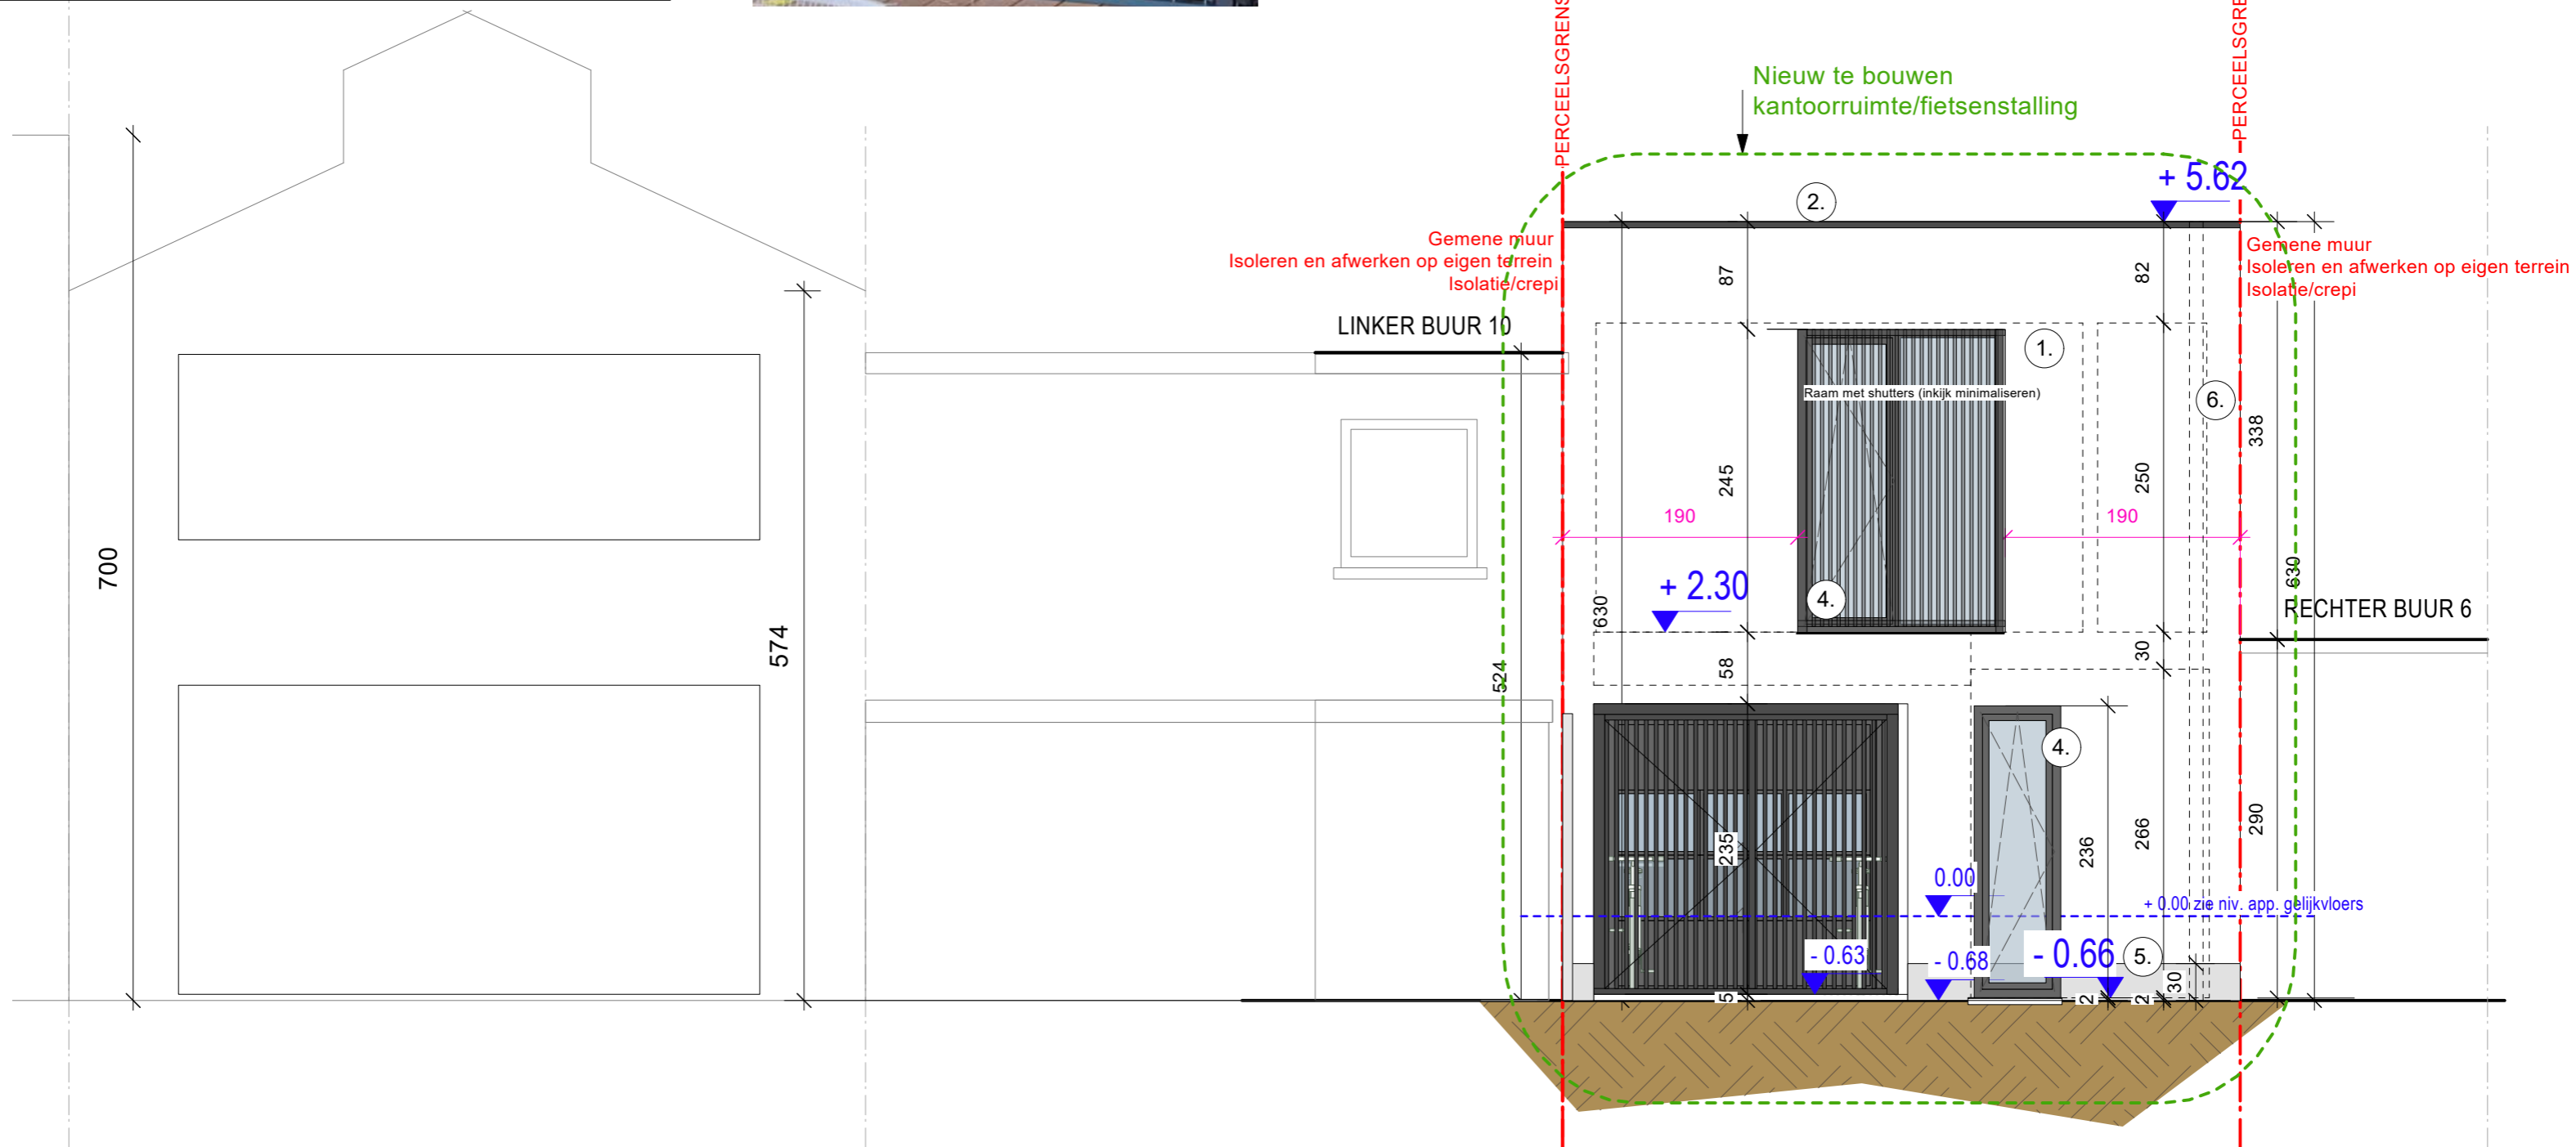 PERCEELSGRENS
PERCEELSGRE
Nieuw te bouwen
kantoorruimte/fietsenstalling
+ 5.62
2.
Gemene muur
Isoleren en afwerken op eigen terrein
Isolatie/crepi
Gemene muur
Isoleren en afwerken op eigen terrein
Isolatie/crepi
87
82
LINKER BUUR 10
1.
Raam met shutters (inkijk minimaliseren)
6.
338
245
250
190
190
700
574
+ 2.30
4.
630
630
RECHTER BUUR 6
524
58
30
4.
235
236
266
290
0.00
+ 0.00 zie niv. app. gelijkvloers
- 0.63
- 0.68
- 0.66
5.
5
2
2
30